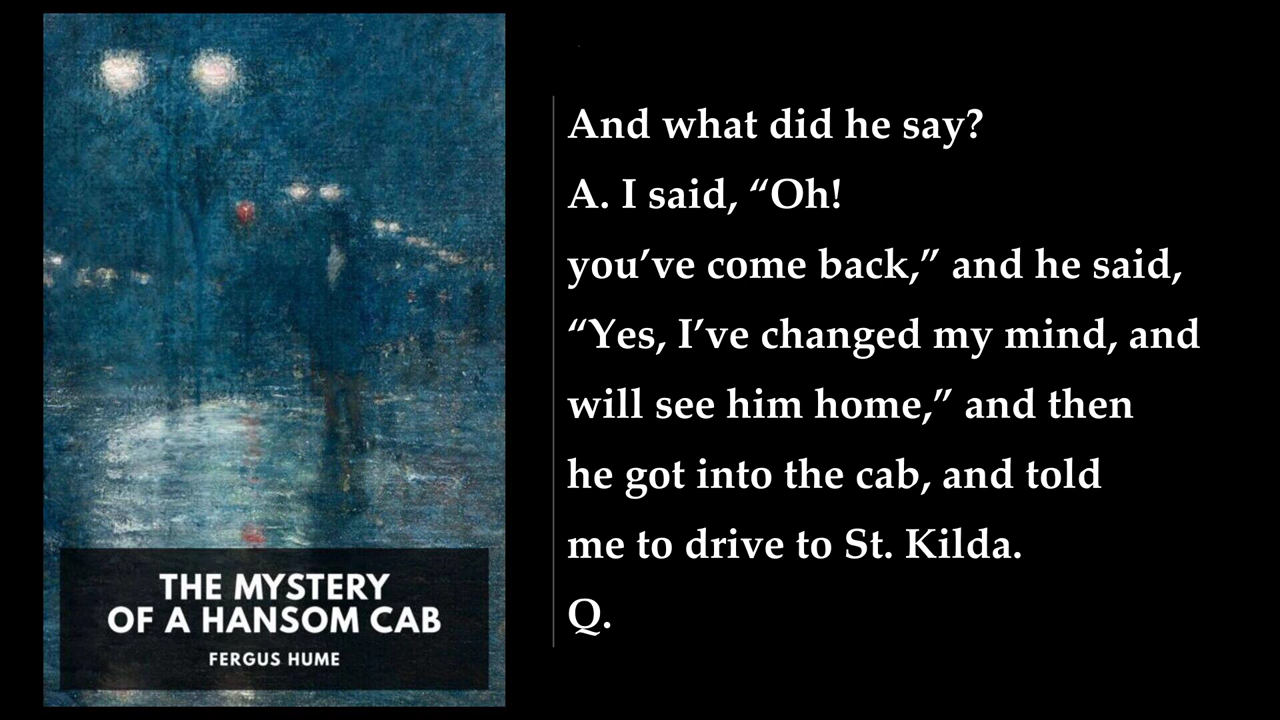 THE MYSTERY
OF A HANSOM CAB
FERGUS HUME
And what did he say?
A. I said, “Oh!
you’ve come back,” and he said,
“Yes, I’ve changed my mind, and
will see him home,” and then
he got into the cab, and told
me to drive to St. Kilda.
Q.